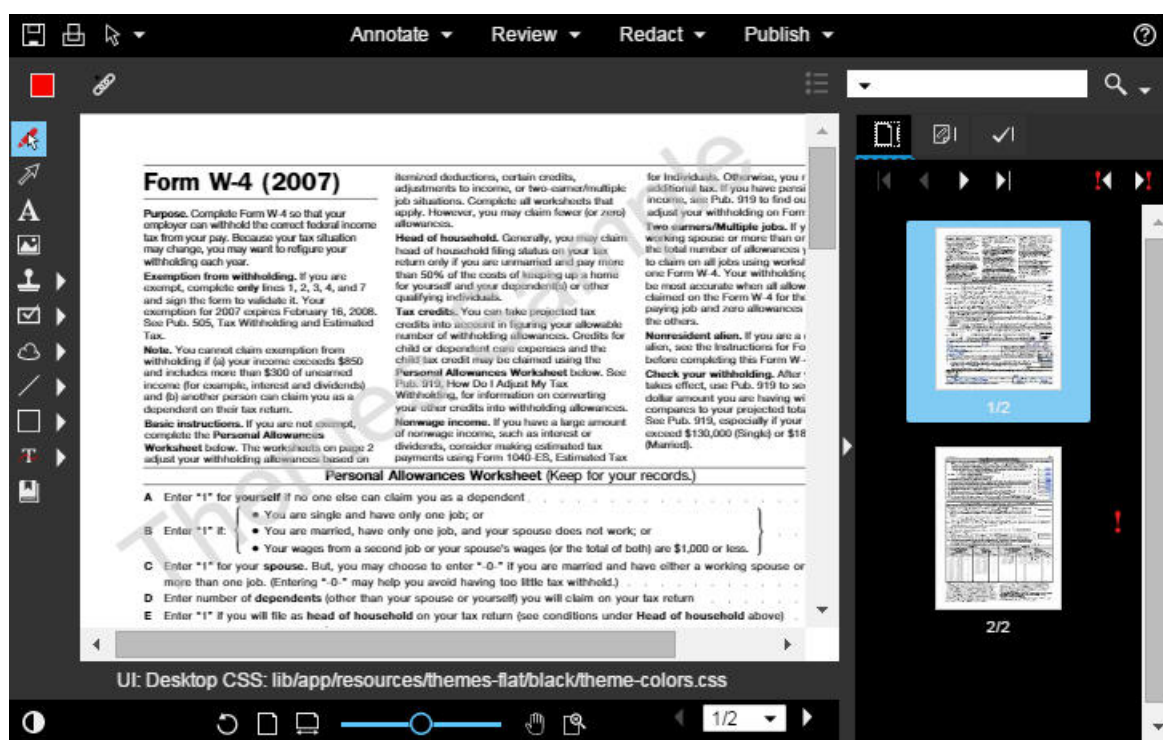 Annotate Review Redact Publish
Form W-4 (2007)
Purpose. Complete Form W-4 so that your
employer can withhold the correct federal income
tax from your pay. Because your tax situation
may change, you may want to refigure your
withholding each year.
Exemption from withholding. If you are
exempt, complete only lines 1, 2, 3, 4, and 7
and sign the form to validate it. Your
exemption for 2007 expires February 16, 2008.
See Pub. 505, Tax Withholding and Estimated
Tax.
Note. You cannot claim exemption from
withholding if (a) your income exceeds $850
and includes more than $300 of unearned
income (for example, interest and dividends)
and (b) another person can claim you as a
dependent on their tax return.
Basic instructions. If you are not exempt,
complete the Personal Allowances
Worksheet below. The worksheets on page 2
adjust your withholding allowances based on
itemized deductions, certain credits,
adjustments to income, or two-earner/multiple
job situations. Complete all worksheets that
apply. However, you may claim fewer (or zero)
allowances.
Head of household. Generally, you may claim
head of household filing status on your tax
return only if you are unmarried and pay more
than 50% of the costs of keeping up a home
for yourself and your dependent(s) or other
qualifying individuals.
Tax credits. You can take projected tax
credits into account in figuring your allowable
number of withholding allowances. Credits for
child or dependent care expenses and the
child tax credit may be claimed using the
Personal Allowances Worksheet below. See
Pub. 919, How Do I Adjust My Tax
Withholding, for information on converting
your other credits into withholding allowances.
Nonwage income. If you have a large amount
of nonwage income, such as interest or
dividends, consider making estimated tax
payments using Form 1040-ES, Estimated Tax
for Individuals. Otherwise, you
additional tax. If you have
income, see Pub. 919 to find
adjust your withholding on Form
Two earners/Multiple jobs. If
working spouse or more than
the total number of allowances
to claim on all jobs using
one Form W-4. Your withholding
be most accurate when all
claimed on the Form W-4 for
paying job and zero allowances
the others.
Nonresident alien. If you are a
alien, see the Instructions for
before completing this Form W-
Check your withholding. After
takes effect, use Pub. 919 to
dollar amount you are having
compares to your projected
See Pub. 919, especially if your
exceed $130,000 (Single) or $18
(Married).
Personal Allowances Worksheet (Keep for your records.)
A Enter "1" for yourself if no one else can claim you as a dependent
• You are single and have only one job; or
B Enter "1" if: • You are married, have only one job, and your spouse does not work; or
• Your wages from a second job or your spouse's wages (or the total of both) are $1,000 or less.
C Enter "1" for your spouse. But, you may choose to enter "-0-" if you are married and have either a working spouse or
more than one job. (Entering "-0-" may help you avoid having too little tax withheld.)
D Enter number of dependents (other than your spouse or yourself) you will claim on your tax return
E Enter "1" if you will file as head of household on your tax return (see conditions under Head of household above)
UI: Desktop CSS: lib/app/resources/themes-flat/black/theme-colors.css
1/2
1/2
2/2